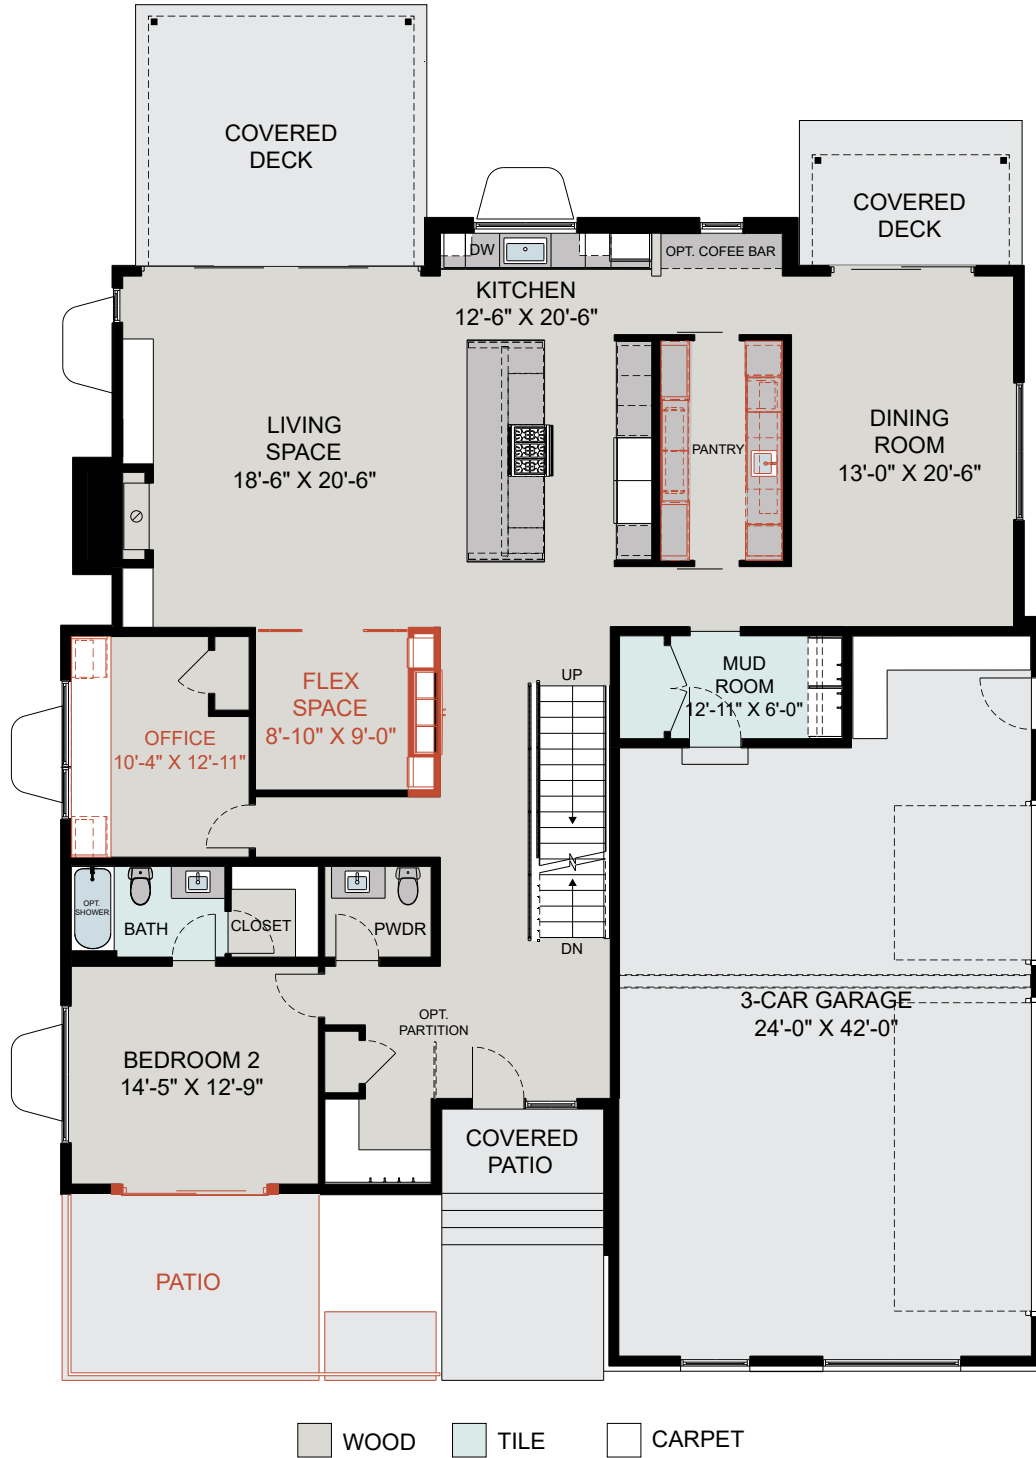 COVERED
DECK
COVERED
DECK
DW
OPT. COFEE BAR
KITCHEN
12'-6" X 20'-6"
LIVING
SPACE
18'-6" X 20'-6"
PANTRY
DINING
ROOM
13'-0" X 20'-6"
FLEX
SPACE
8'-10" X 9'-0"
OFFICE
10'-4" X 12'-11"
UP
MUD
ROOM
12'-11" X 6'-0"
OPT.
SHOWER
BATH
CLOSET
PWDR
DN
OPT.
PARTITION
3-CAR GARAGE
24'-0" X 42'-0"
BEDROOM 2
14'-5" X 12'-9"
COVERED
PATIO
PATIO
WOOD
TILE
CARPET